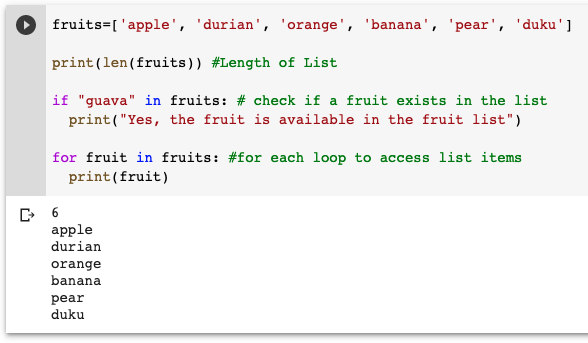 fruits=['apple', 'durian', 'orange', 'banana', 'pear', 'duku']
print(len(fruits)) #Length of List
if "guava" in fruits: # check if a fruit exists in the list
  print("Yes, the fruit is available in the fruit list")
for fruit in fruits: #for each loop to access list items
  print(fruit)
6
apple
durian
orange
banana
pear
duku